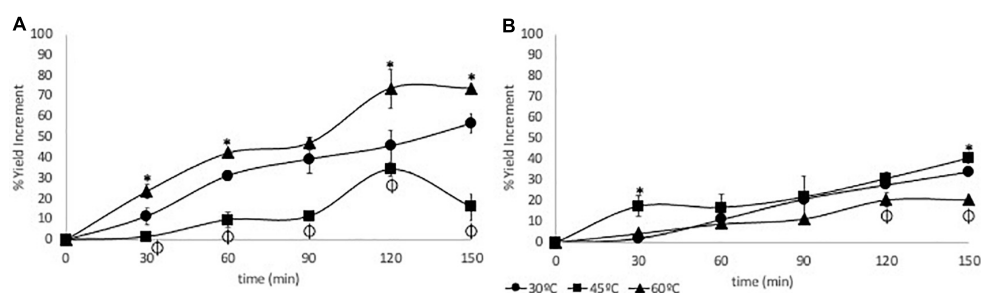 A
% Yield Increment
100
90
80
70
60
50
40
30
20
10
0
* * * *
ϕ ϕ ϕ ϕ ϕ
0 30 60 90 120 150
time (min)
B
% Yield Increment
100
90
80
70
60
50
40
30
20
10
0
* *
ϕ ϕ
0 30 60 90 120 150
time (min)
30ºC 45ºC 60ºC